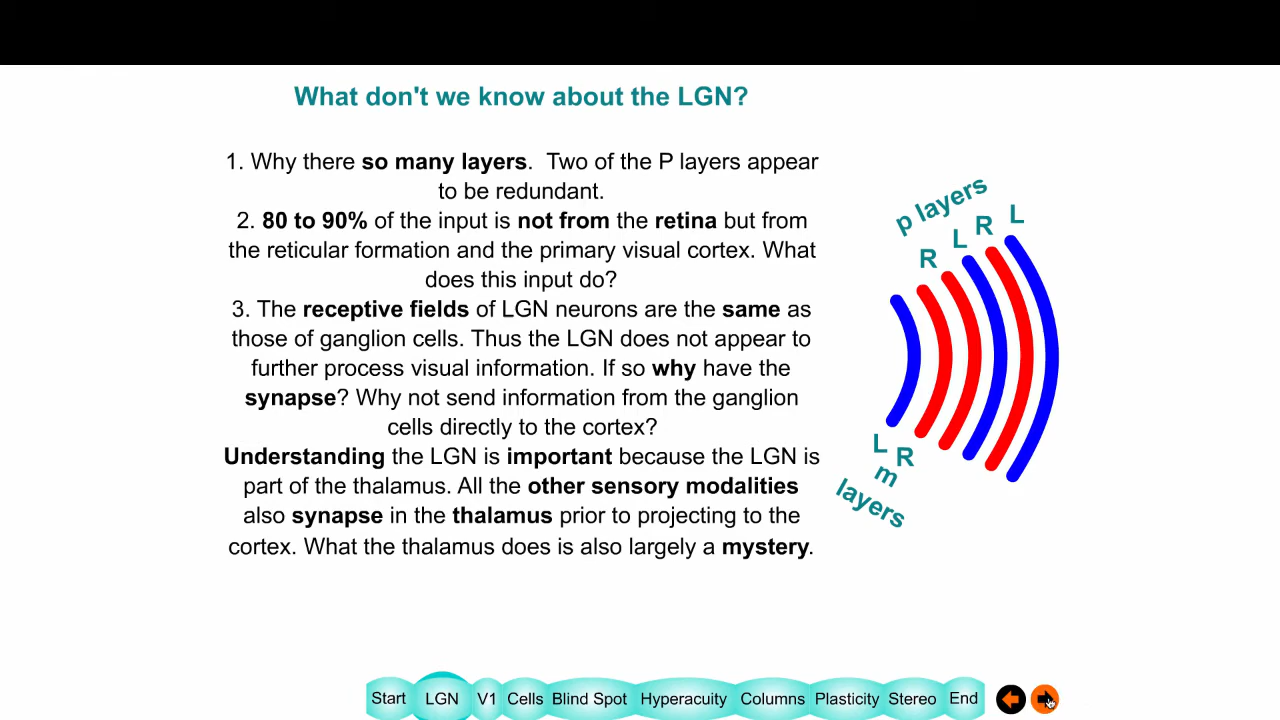 What don't we know about the LGN?
1. Why there so many layers. Two of the P layers appear
to be redundant.
2. 80 to 90% of the input is not from the retina but from
the reticular formation and the primary visual cortex. What
does this input do?
3. The receptive fields of LGN neurons are the same as
those of ganglion cells. Thus the LGN does not appear to
further process visual information. If so why have the
synapse? Why not send information from the ganglion
cells directly to the cortex?
Understanding the LGN is important because the LGN is
part of the thalamus. All the other sensory modalities
also synapse in the thalamus prior to projecting to the
cortex. What the thalamus does is also largely a mystery.
p layers
R L R L
L R
m
layers
Start LGN V1 Cells Blind Spot Hyperacuity Columns Plasticity Stereo End